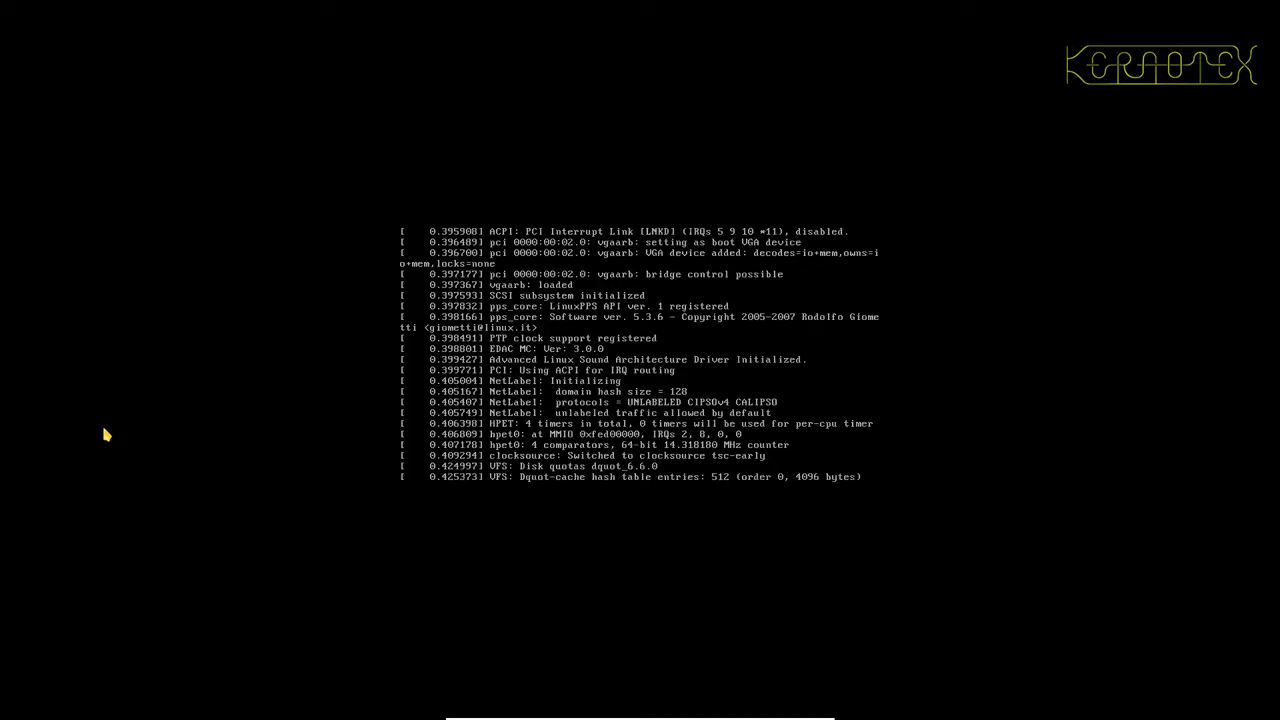 KERNOTEX
[    0.395908] ACPI: PCI Interrupt Link [LNKD] (IRQs 5 9 10 *11), disabled.
[    0.396489] pci 0000:00:02.0: vgaarb: setting as boot VGA device
[    0.396700] pci 0000:00:02.0: vgaarb: VGA device added: decodes=io+mem,owns=i
o+mem,locks=none
[    0.397177] pci 0000:00:02.0: vgaarb: bridge control possible
[    0.397367] vgaarb: loaded
[    0.397593] SCSI subsystem initialized
[    0.397832] pps_core: LinuxPPS API ver. 1 registered
[    0.398166] pps_core: Software ver. 5.3.6 - Copyright 2005-2007 Rodolfo Giome
tti <giometti@linux.it>
[    0.398491] PTP clock support registered
[    0.398801] EDAC MC: Ver: 3.0.0
[    0.399427] Advanced Linux Sound Architecture Driver Initialized.
[    0.399771] PCI: Using ACPI for IRQ routing
[    0.405004] NetLabel: Initializing
[    0.405167] NetLabel:  domain hash size = 128
[    0.405407] NetLabel:  protocols = UNLABELED CIPSOv4 CALIPSO
[    0.405749] NetLabel:  unlabeled traffic allowed by default
[    0.406398] HPET: 4 timers in total, 0 timers will be used for per-cpu timer
[    0.406809] hpet0: at MMIO 0xfed00000, IRQs 2, 8, 0, 0
[    0.407178] hpet0: 4 comparators, 64-bit 14.318180 MHz counter
[    0.409294] clocksource: Switched to clocksource tsc-early
[    0.424997] VFS: Disk quotas dquot_6.6.0
[    0.425373] VFS: Dquot-cache hash table entries: 512 (order 0, 4096 bytes)